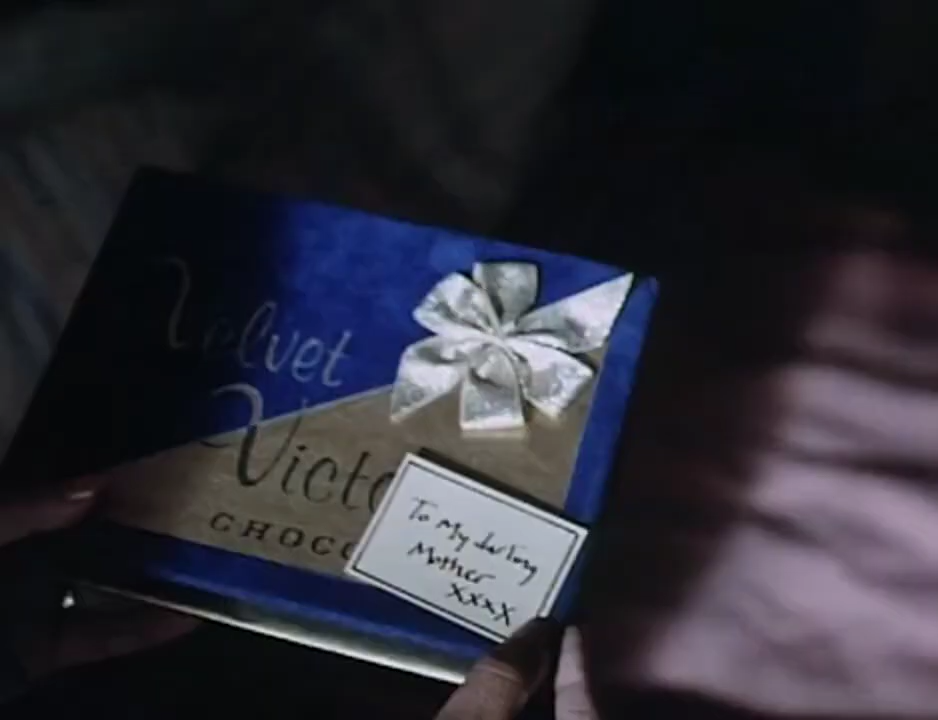 Velvet
Victo
CHOCO
To My darling
Mother
XXXX